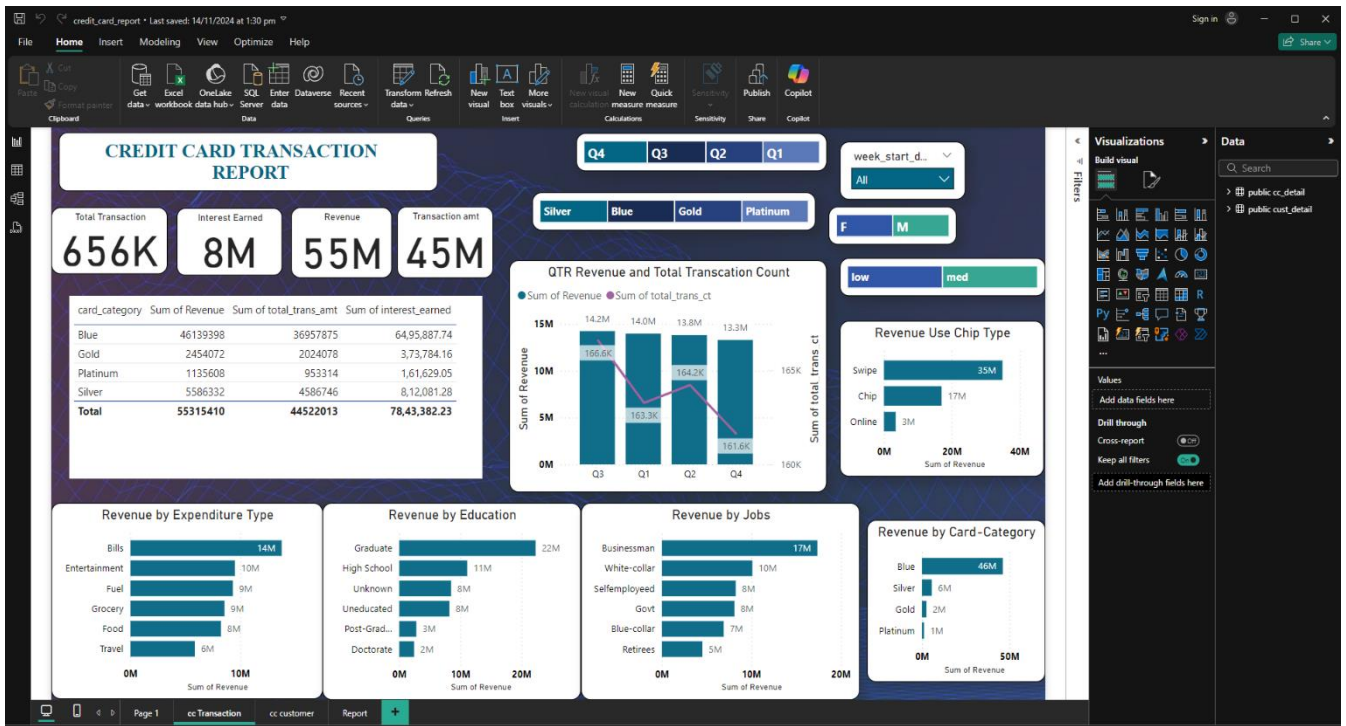 credit_card_report • Last saved: 14/11/2024 at 1:30 pm
Sign in
File Home Insert Modeling View Optimize Help
Share
Paste
Cut
Copy
Format painter
Clipboard
Get data
Excel workbook
OneLake data hub
SQL Server
Enter data
Dataverse
Recent sources
Data
Transform data
Refresh
Queries
New visual
Text box
More visuals
Insert
New visual calculation
New measure
Quick measure
Calculations
Sensitivity
Sensitivity
Publish
Share
Copilot
Copilot
CREDIT CARD TRANSACTION
REPORT
Q4 Q3 Q2 Q1
week_start_d...
All
Silver Blue Gold Platinum
F M
low med
Total Transaction
656K
Interest Earned
8M
Revenue
55M
Transaction amt
45M
card_category Sum of Revenue Sum of total_trans_amt Sum of interest_earned
Blue 46139398 36957875 64,95,887.74
Gold 2454072 2024078 3,73,784.16
Platinum 1135608 953314 1,61,629.05
Silver 5586332 4586746 8,12,081.28
Total 55315410 44522013 78,43,382.23
QTR Revenue and Total Transcation Count
Sum of Revenue Sum of total_trans_ct
15M
10M
5M
0M
Sum of Revenue
14.2M 14.0M 13.8M 13.3M
166.6K 163.3K 164.2K 161.6K
165K
160K
Sum of total_trans_ct
Q3 Q1 Q2 Q4
Revenue Use Chip Type
Swipe 35M
Chip 17M
Online 3M
0M 20M 40M
Sum of Revenue
Revenue by Expenditure Type
Bills 14M
Entertainment 10M
Fuel 9M
Grocery 9M
Food 8M
Travel 6M
0M 10M
Sum of Revenue
Revenue by Education
Graduate 22M
High School 11M
Unknown 8M
Uneducated 8M
Post-Grad... 3M
Doctorate 2M
0M 10M 20M
Sum of Revenue
Revenue by Jobs
Businessman 17M
White-collar 10M
Selfemployeed 8M
Govt 8M
Blue-collar 7M
Retirees 5M
0M 10M 20M
Sum of Revenue
Revenue by Card-Category
Blue 46M
Silver 6M
Gold 2M
Platinum 1M
0M 50M
Sum of Revenue
Filters
Visualizations
Build visual
R
Py
Values
Add data fields here
Drill through
Cross-report
Off
Keep all filters
On
Add drill-through fields here
Data
Search
public cc_detail
public cust_detail
Page 1 cc Transaction cc customer Report +